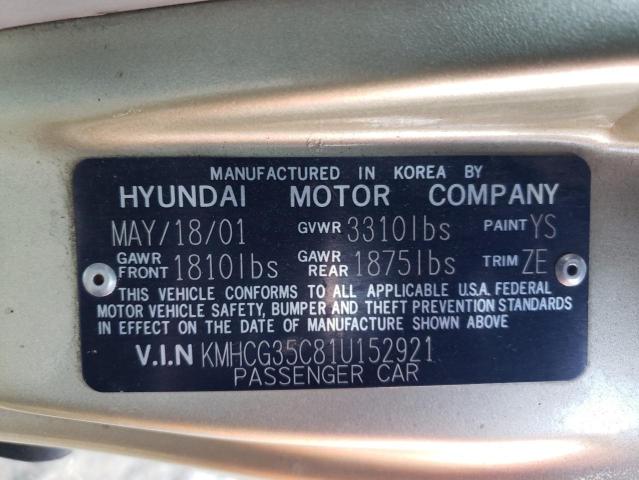 MANUFACTURED IN KOREA BY
HYUNDAI MOTOR COMPANY
MAY/18/01 GVWR 3310lbs PAINT YS
GAWR FRONT 1810lbs GAWR REAR 1875lbs TRIM ZE
THIS VEHICLE CONFORMS TO ALL APPLICABLE U.S.A. FEDERAL
MOTOR VEHICLE SAFETY, BUMPER AND THEFT PREVENTION STANDARDS
IN EFFECT ON THE DATE OF MANUFACTURE SHOWN ABOVE
V.I.N KMHCG35C81U152921
PASSENGER CAR